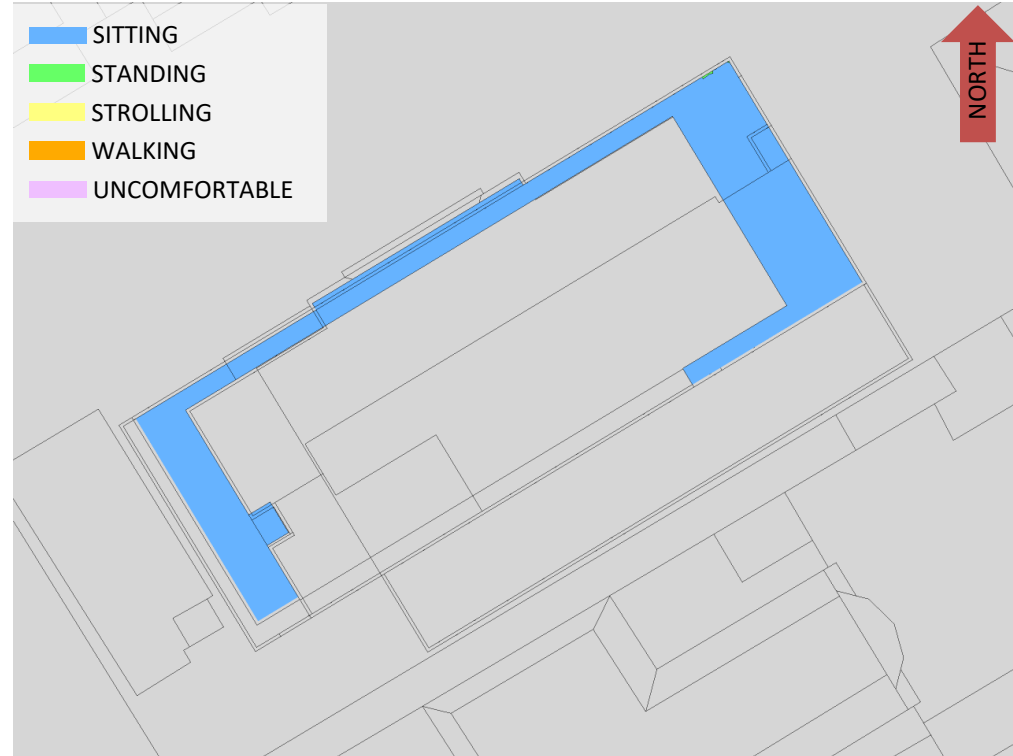 SITTING
STANDING
STROLLING
WALKING
UNCOMFORTABLE
NORTH